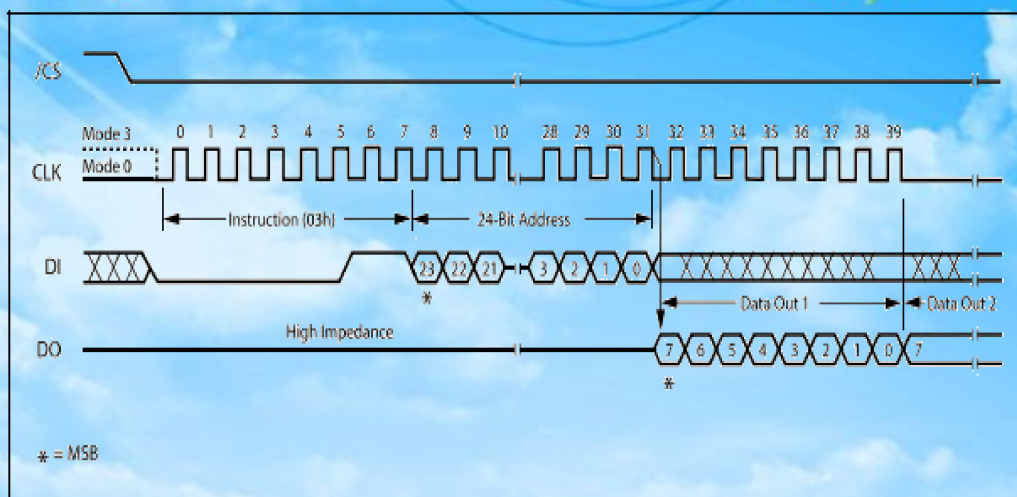 /CS
Mode 3 0 1 2 3 4 5 6 7 8 9 10 28 29 30 31 32 33 34 35 36 37 38 39
CLK Mode 0
Instruction (03h) 24-Bit Address
DI 23 22 21 3 2 1 0
*
Data Out 1 Data Out 2
High Impedance
DO 7 6 5 4 3 2 1 0 7
*
* = MSB